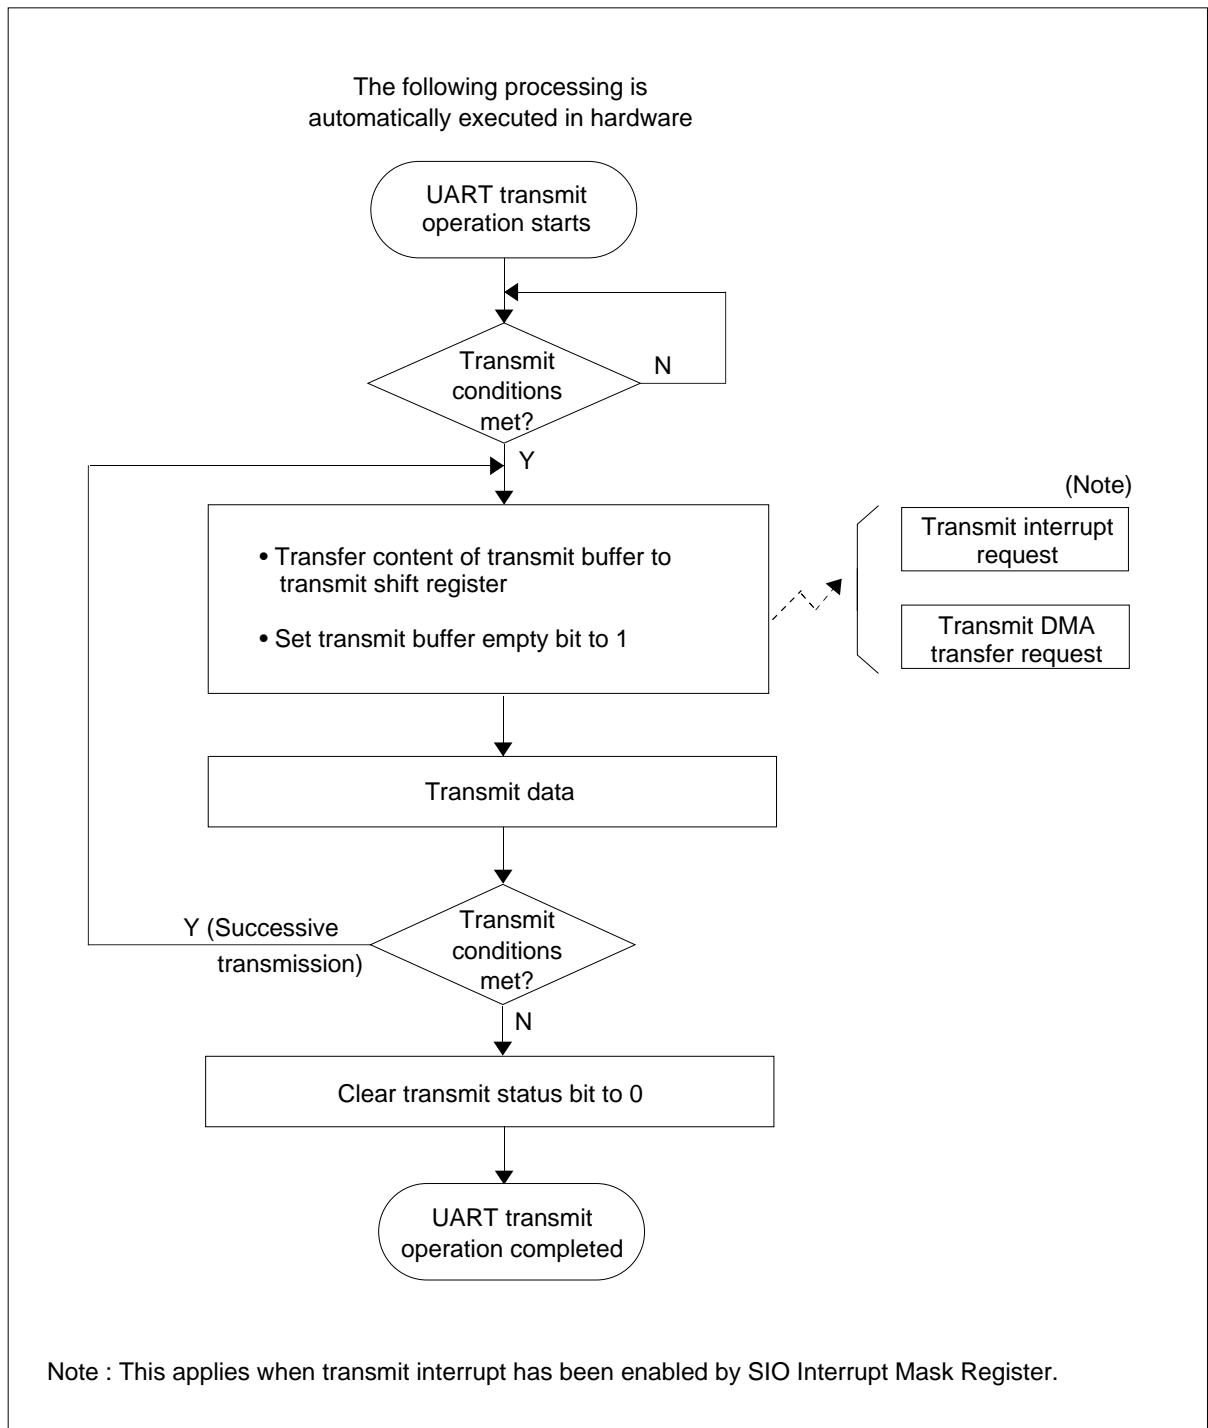 The following processing is
automatically executed in hardware
UART transmit
operation starts
Transmit
conditions
met?
N
Y
(Note)
Transmit interrupt
request
• Transfer content of transmit buffer to
transmit shift register
• Set transmit buffer empty bit to 1
Transmit DMA
transfer request
Transmit data
Transmit
conditions
met?
Y (Successive
transmission)
N
Clear transmit status bit to 0
UART transmit
operation completed
Note : This applies when transmit interrupt has been enabled by SIO Interrupt Mask Register.